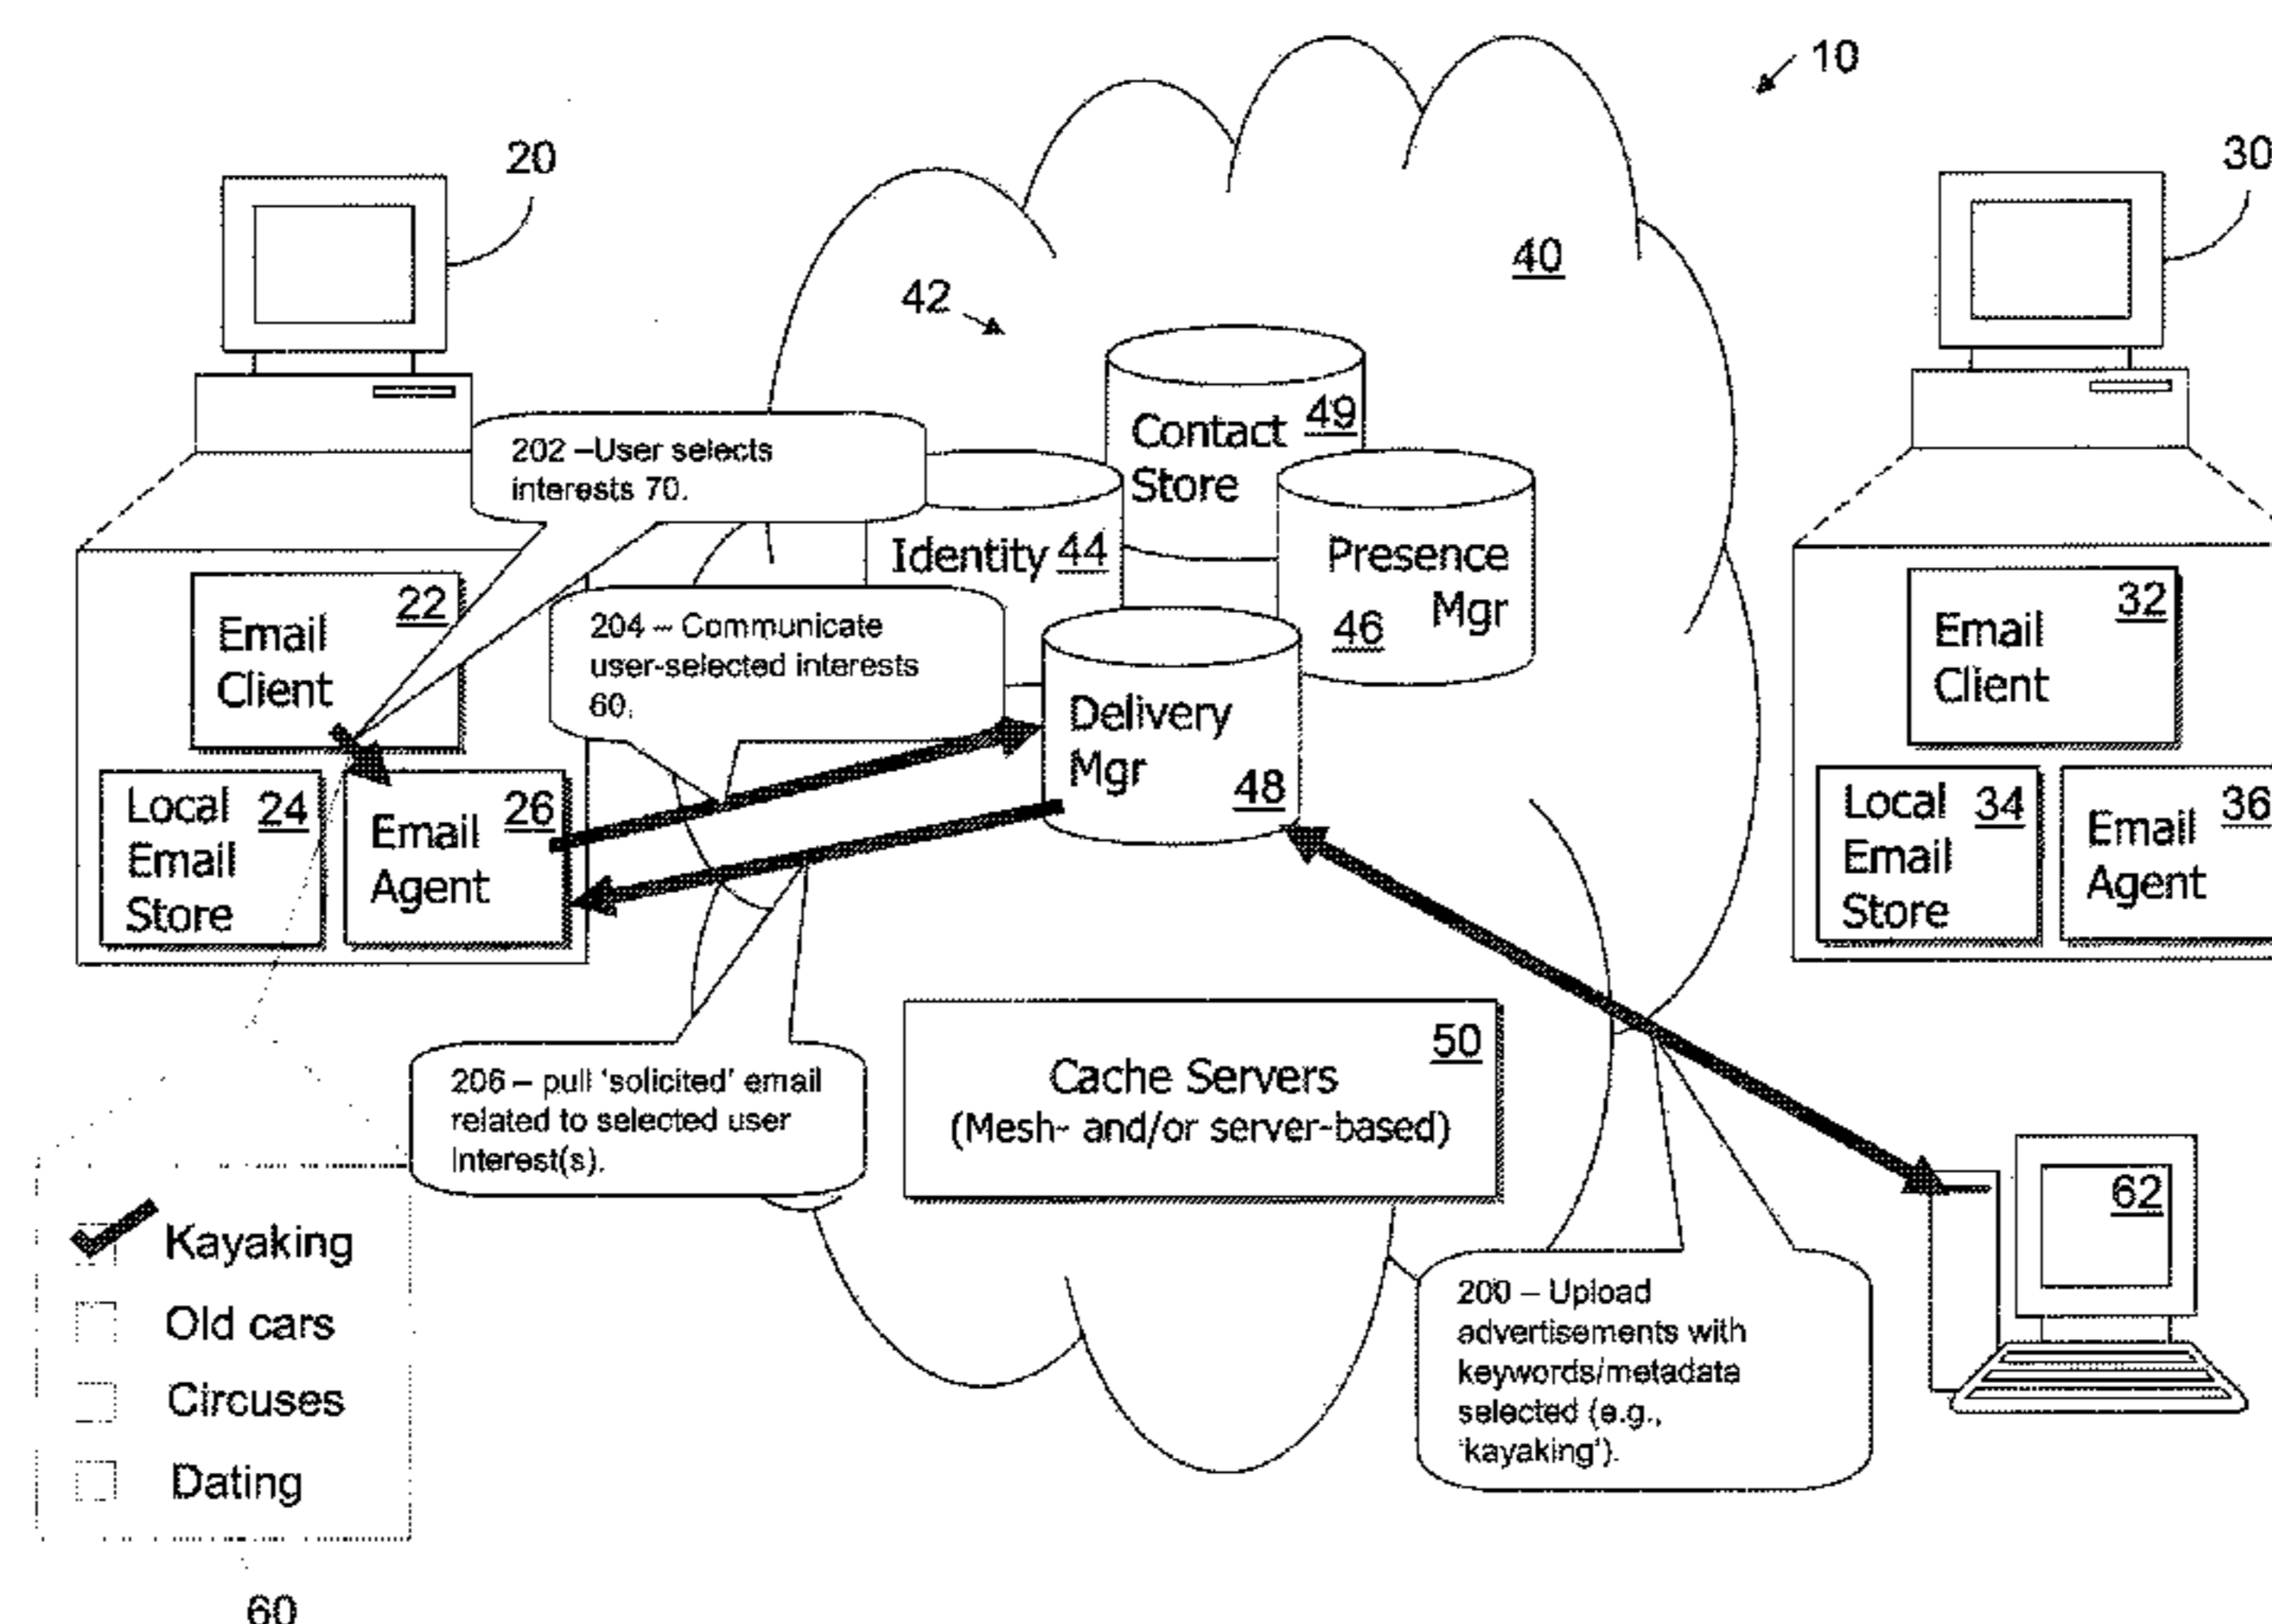 10
20
30
40
42
Contact 49
Store
202 –User selects
interests 70.
Identity 44
Presence
Mgr
46
22
Email
Client
204 – Communicate
user-selected interests
60.
32
Email
Client
Delivery
Mgr
48
Local 24
Email
Store
Email 26
Agent
Local 34
Email
Store
Email 36
Agent
50
Cache Servers
(Mesh- and/or server-based)
206 – pull 'solicited' email
related to selected user
interest(s).
62
Kayaking
Old cars
Circuses
Dating
60
200 – Upload
advertisements with
keywords/metadata
selected (e.g.,
'kayaking').